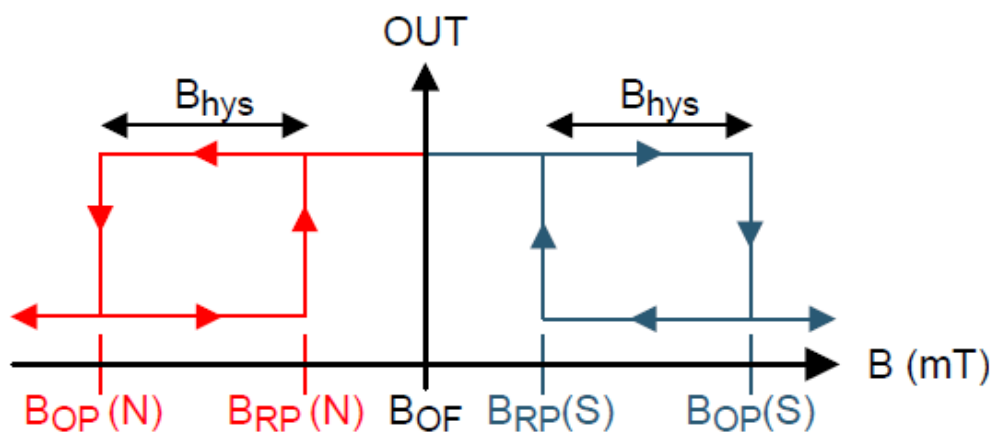 OUT
Bhys
Bhys
B (mT)
BOP (N)
BRP (N)
BOF
BRP(S)
BOP(S)